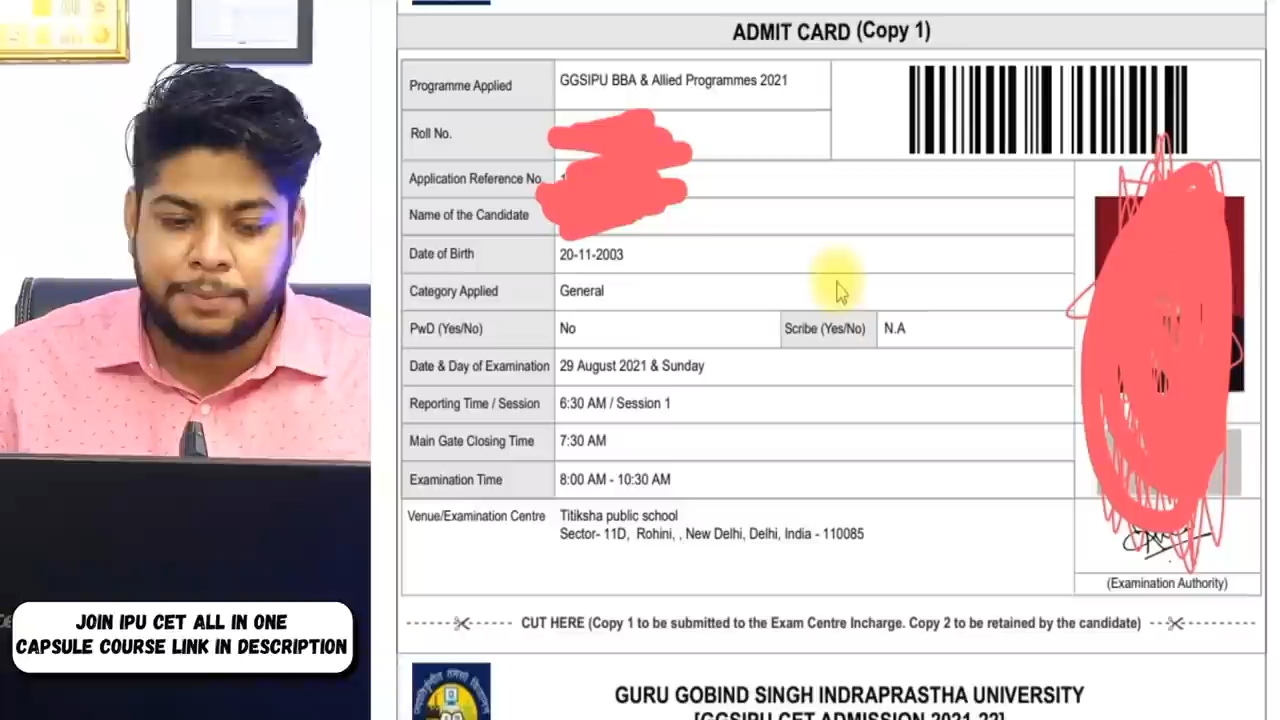 ADMIT CARD (Copy 1)
Programme Applied GGSIPU BBA & Allied Programmes 2021
Roll No.
Application Reference No.
Name of the Candidate
Date of Birth 20-11-2003
Category Applied General
PwD (Yes/No) No Scribe (Yes/No) N.A
Date & Day of Examination 29 August 2021 & Sunday
Reporting Time / Session 6:30 AM / Session 1
Main Gate Closing Time 7:30 AM
Examination Time 8:00 AM - 10:30 AM
Venue/Examination Centre Titiksha public school
Sector- 11D, Rohini, , New Delhi, Delhi, India - 110085
(Examination Authority)
CUT HERE (Copy 1 to be submitted to the Exam Centre Incharge. Copy 2 to be retained by the candidate)
GURU GOBIND SINGH INDRAPRASTHA UNIVERSITY
[GGSIPU CET ADMISSION 2021-22]
JOIN IPU CET ALL IN ONE
CAPSULE COURSE LINK IN DESCRIPTION